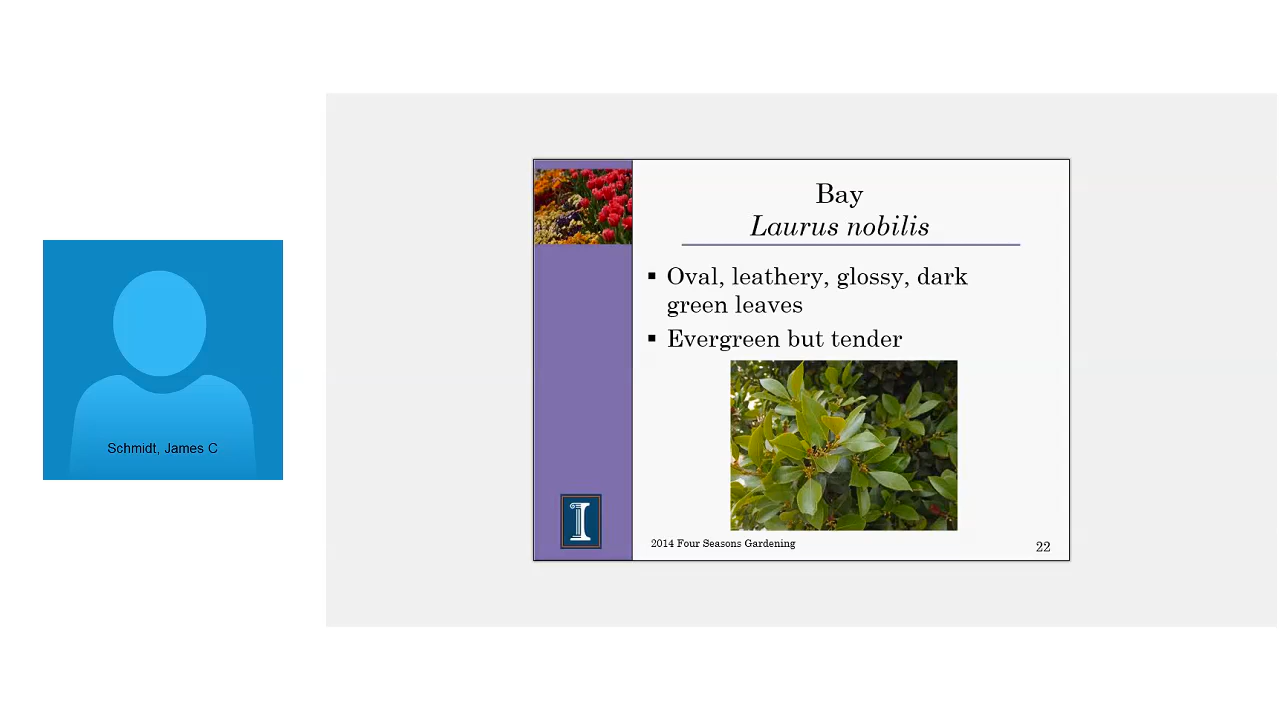 Schmidt, James C
Bay
Laurus nobilis
▪ Oval, leathery, glossy, dark
green leaves
▪ Evergreen but tender
I
2014 Four Seasons Gardening
22